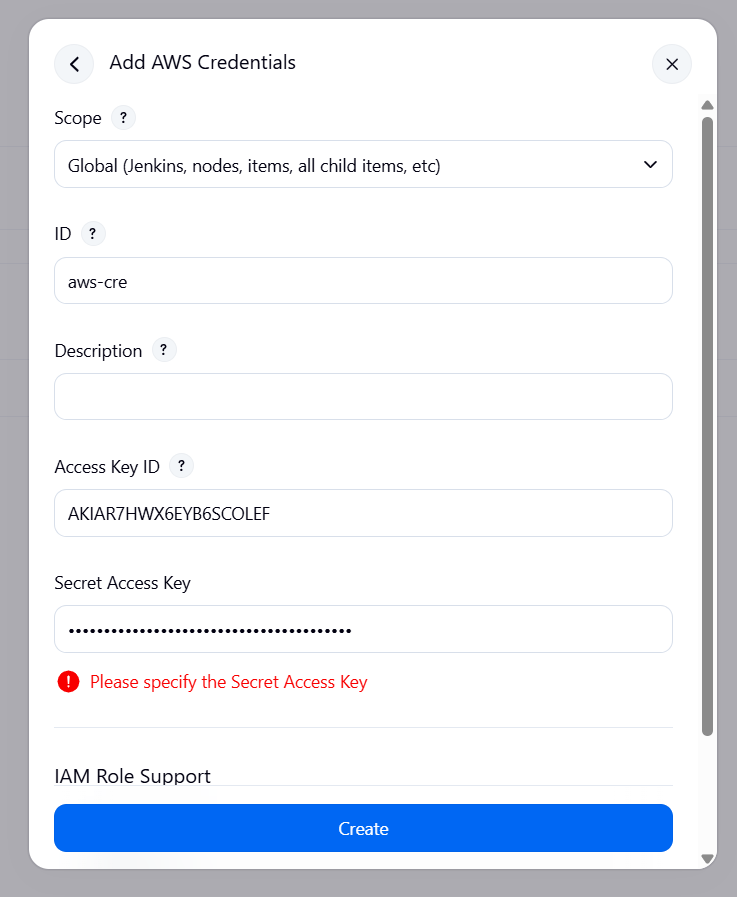 Add AWS Credentials
Scope ?
Global (Jenkins, nodes, items, all child items, etc)
ID ?
aws-cre
Description ?
Access Key ID ?
AKIAR7HWX6EYB6SCOLEF
Secret Access Key
••••••••••••••••••••••••••••••••••••••••
Please specify the Secret Access Key
IAM Role Support
Create